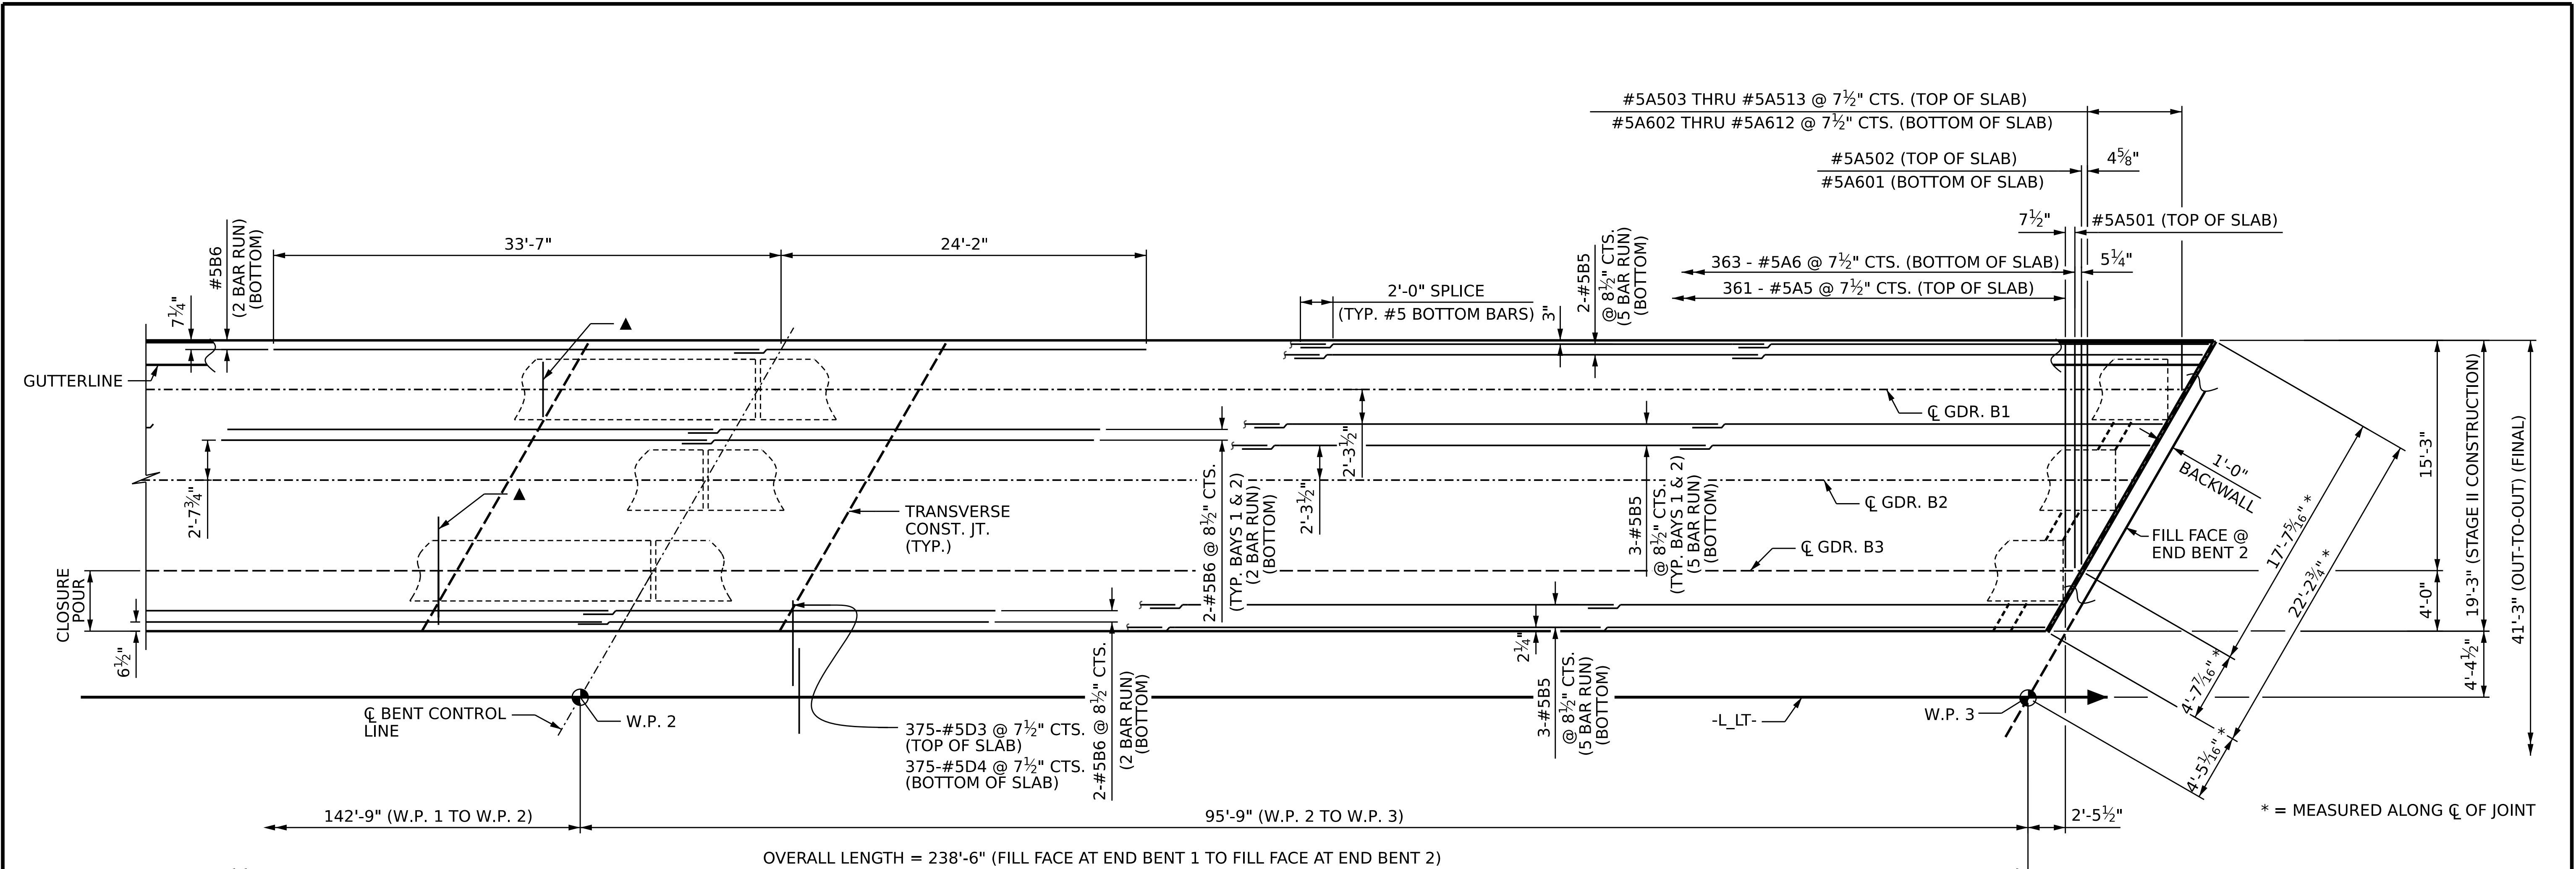 #5A503 THRU #5A513 @ 7½" CTS. (TOP OF SLAB)
#5A602 THRU #5A612 @ 7½" CTS. (BOTTOM OF SLAB)
#5A502 (TOP OF SLAB)
4⅝"
#5A601 (BOTTOM OF SLAB)
7½"
#5A501 (TOP OF SLAB)
363 - #5A6 @ 7½" CTS. (BOTTOM OF SLAB)
5¼"
361 - #5A5 @ 7½" CTS. (TOP OF SLAB)
33'-7"
24'-2"
#5B6
(2 BAR RUN)
(BOTTOM)
7¼"
2'-0" SPLICE
(TYP. #5 BOTTOM BARS)
3"
2-#5B5
@ 8½" CTS.
(5 BAR RUN)
(BOTTOM)
▲
GUTTERLINE
℄ GDR. B1
2'-3½"
2'-7¾"
▲
TRANSVERSE
CONST. JT.
(TYP.)
2-#5B6 @ 8½" CTS.
(TYP. BAYS 1 & 2)
(2 BAR RUN)
(BOTTOM)
2'-3½"
3-#5B5
@ 8½" CTS.
(TYP. BAYS 1 & 2)
(5 BAR RUN)
(BOTTOM)
℄ GDR. B2
℄ GDR. B3
1'-0"
BACKWALL
FILL FACE @
END BENT 2
17'-7⁵⁄₁₆" *
22'-2¾" *
15'-3"
4'-0"
19'-3" (STAGE II CONSTRUCTION)
41'-3" (OUT-TO-OUT) (FINAL)
4'-4½"
4'-7⁷⁄₁₆" *
4'-5¹⁄₁₆" *
CLOSURE
POUR
6½"
2¼"
℄ BENT CONTROL
LINE
W.P. 2
375-#5D3 @ 7½" CTS.
(TOP OF SLAB)
375-#5D4 @ 7½" CTS.
(BOTTOM OF SLAB)
2-#5B6 @ 8½" CTS.
(2 BAR RUN)
(BOTTOM)
3-#5B5
@ 8½" CTS.
(5 BAR RUN)
(BOTTOM)
-L_LT-
W.P. 3
142'-9" (W.P. 1 TO W.P. 2)
95'-9" (W.P. 2 TO W.P. 3)
2'-5½"
* = MEASURED ALONG ℄ OF JOINT
OVERALL LENGTH = 238'-6" (FILL FACE AT END BENT 1 TO FILL FACE AT END BENT 2)